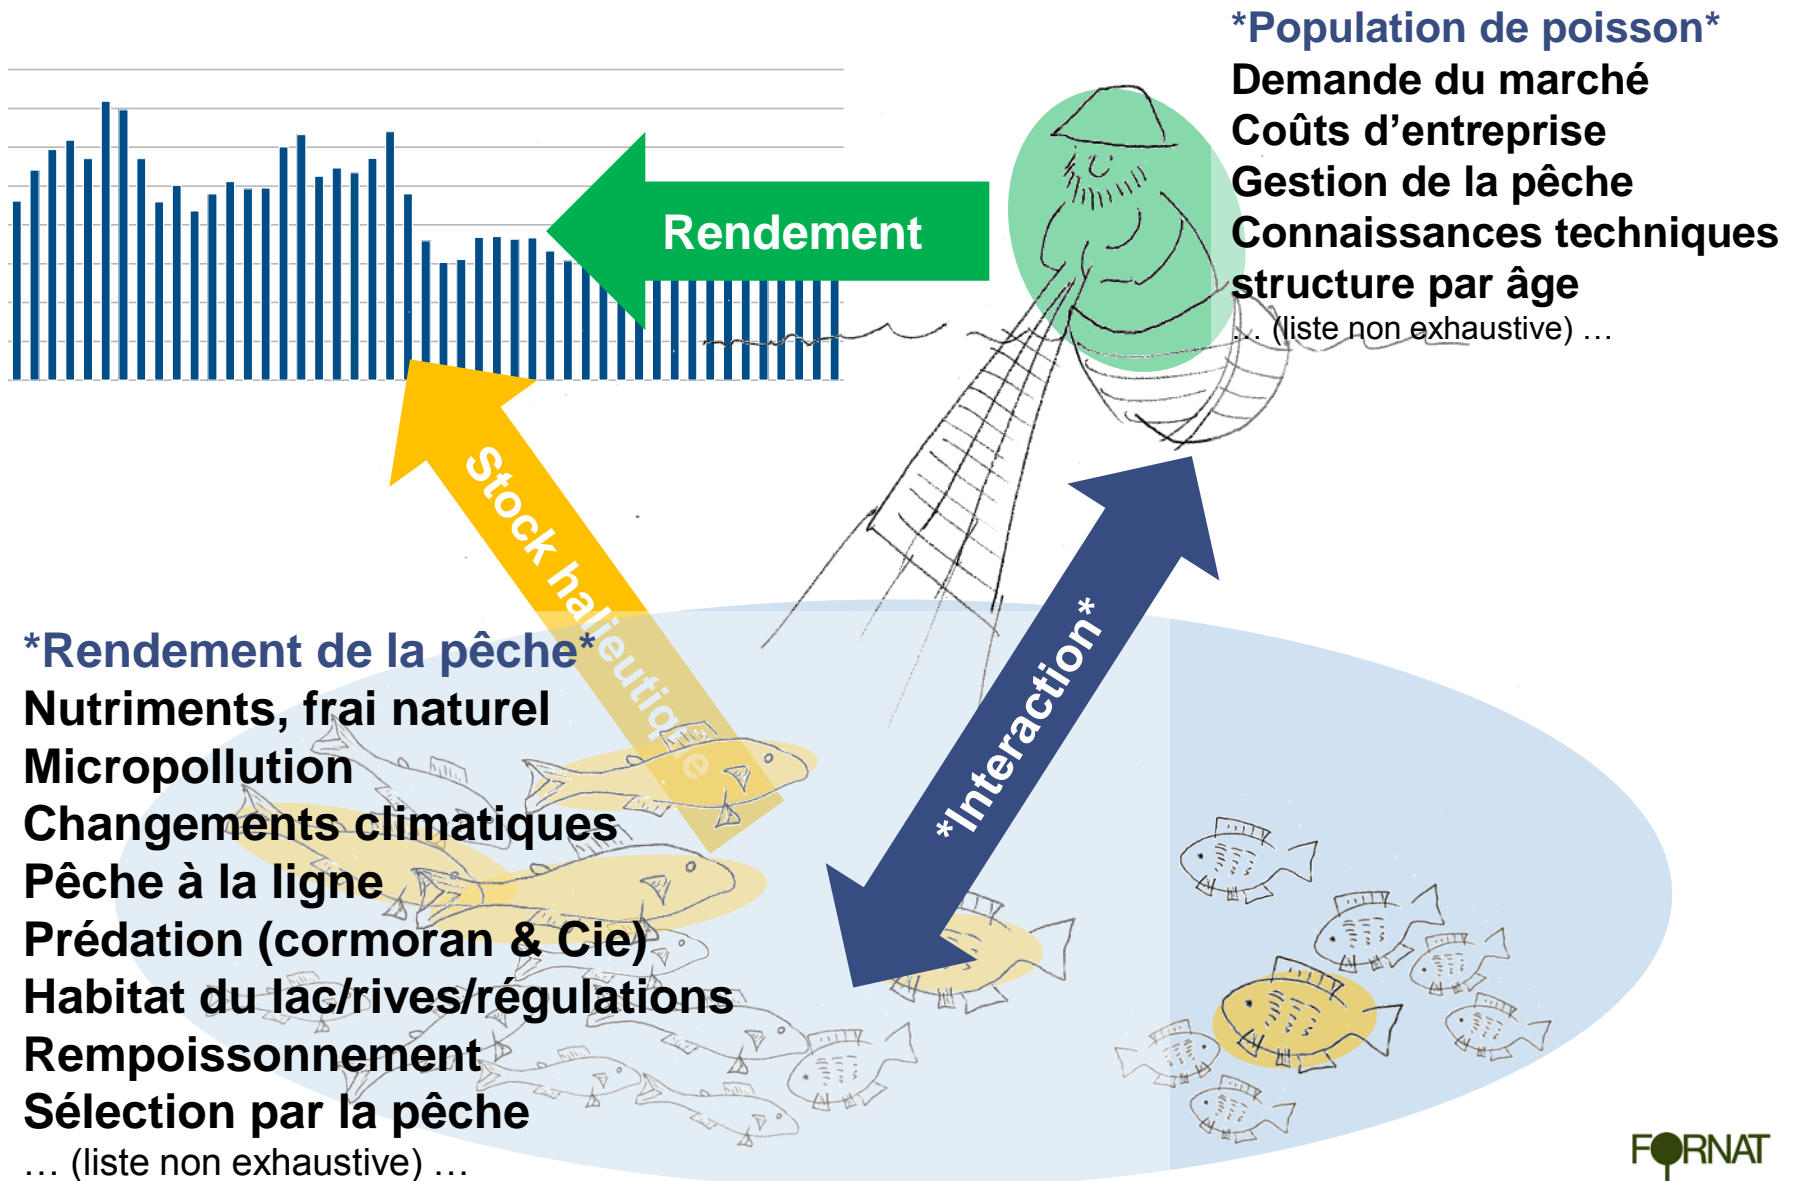 *Population de poisson*
Demande du marché
Coûts d’entreprise
Gestion de la pêche
Connaissances techniques
structure par âge
… (liste non exhaustive) …
Rendement
Stock halieutique
*Interaction*
*Rendement de la pêche*
Nutriments, frai naturel
Micropollution
Changements climatiques
Pêche à la ligne
Prédation (cormoran & Cie)
Habitat du lac/rives/régulations
Rempoissonnement
Sélection par la pêche
… (liste non exhaustive) …
FORNAT